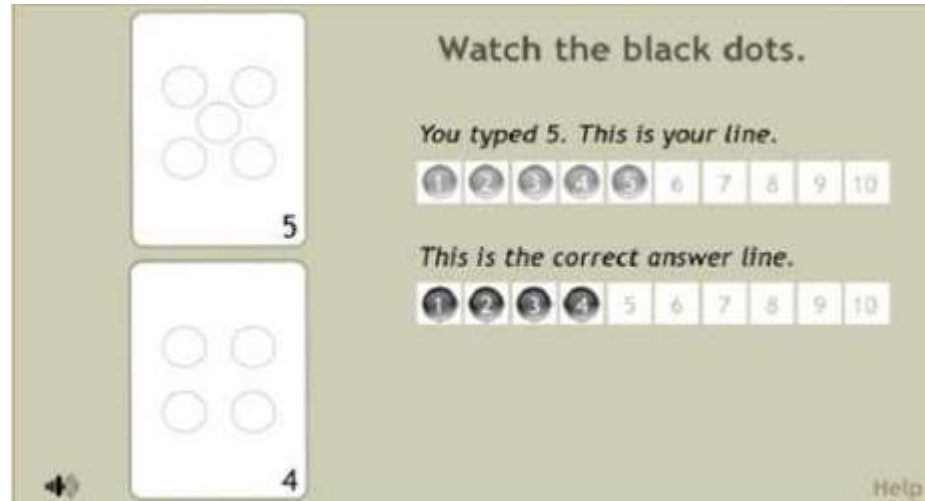 Watch the black dots.
You typed 5. This is your line.
1 2 3 4 5 6 7 8 9 10
5
This is the correct answer line.
1 2 3 4 5 6 7 8 9 10
4
Help